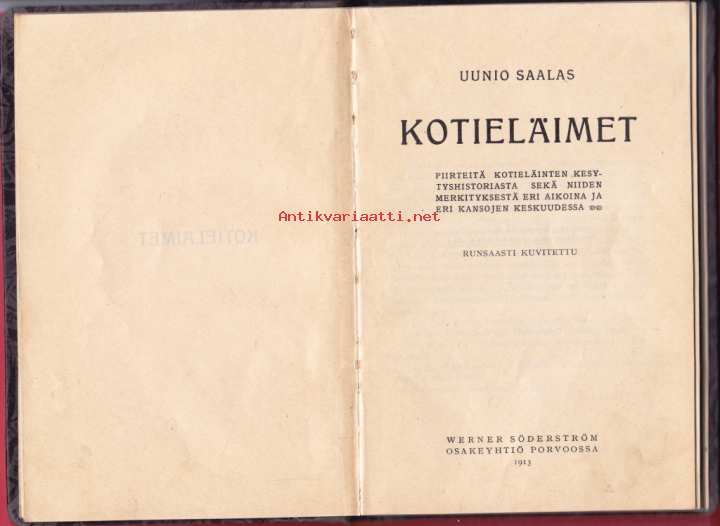 UUNIO SAALAS
KOTIELÄIMET
PIIRTEITÄ KOTIELÄINTEN KESY-
TYSHISTORIASTA SEKÄ NIIDEN
MERKITYKSESTÄ ERI AIKOINA JA
ERI KANSOJEN KESKUUDESSA
Antikvariaatti.net
KOTIELÄIMET
RUNSAASTI KUVITETTU
WERNER SÖDERSTRÖM
OSAKEYHTIÖ PORVOOSSA
1913